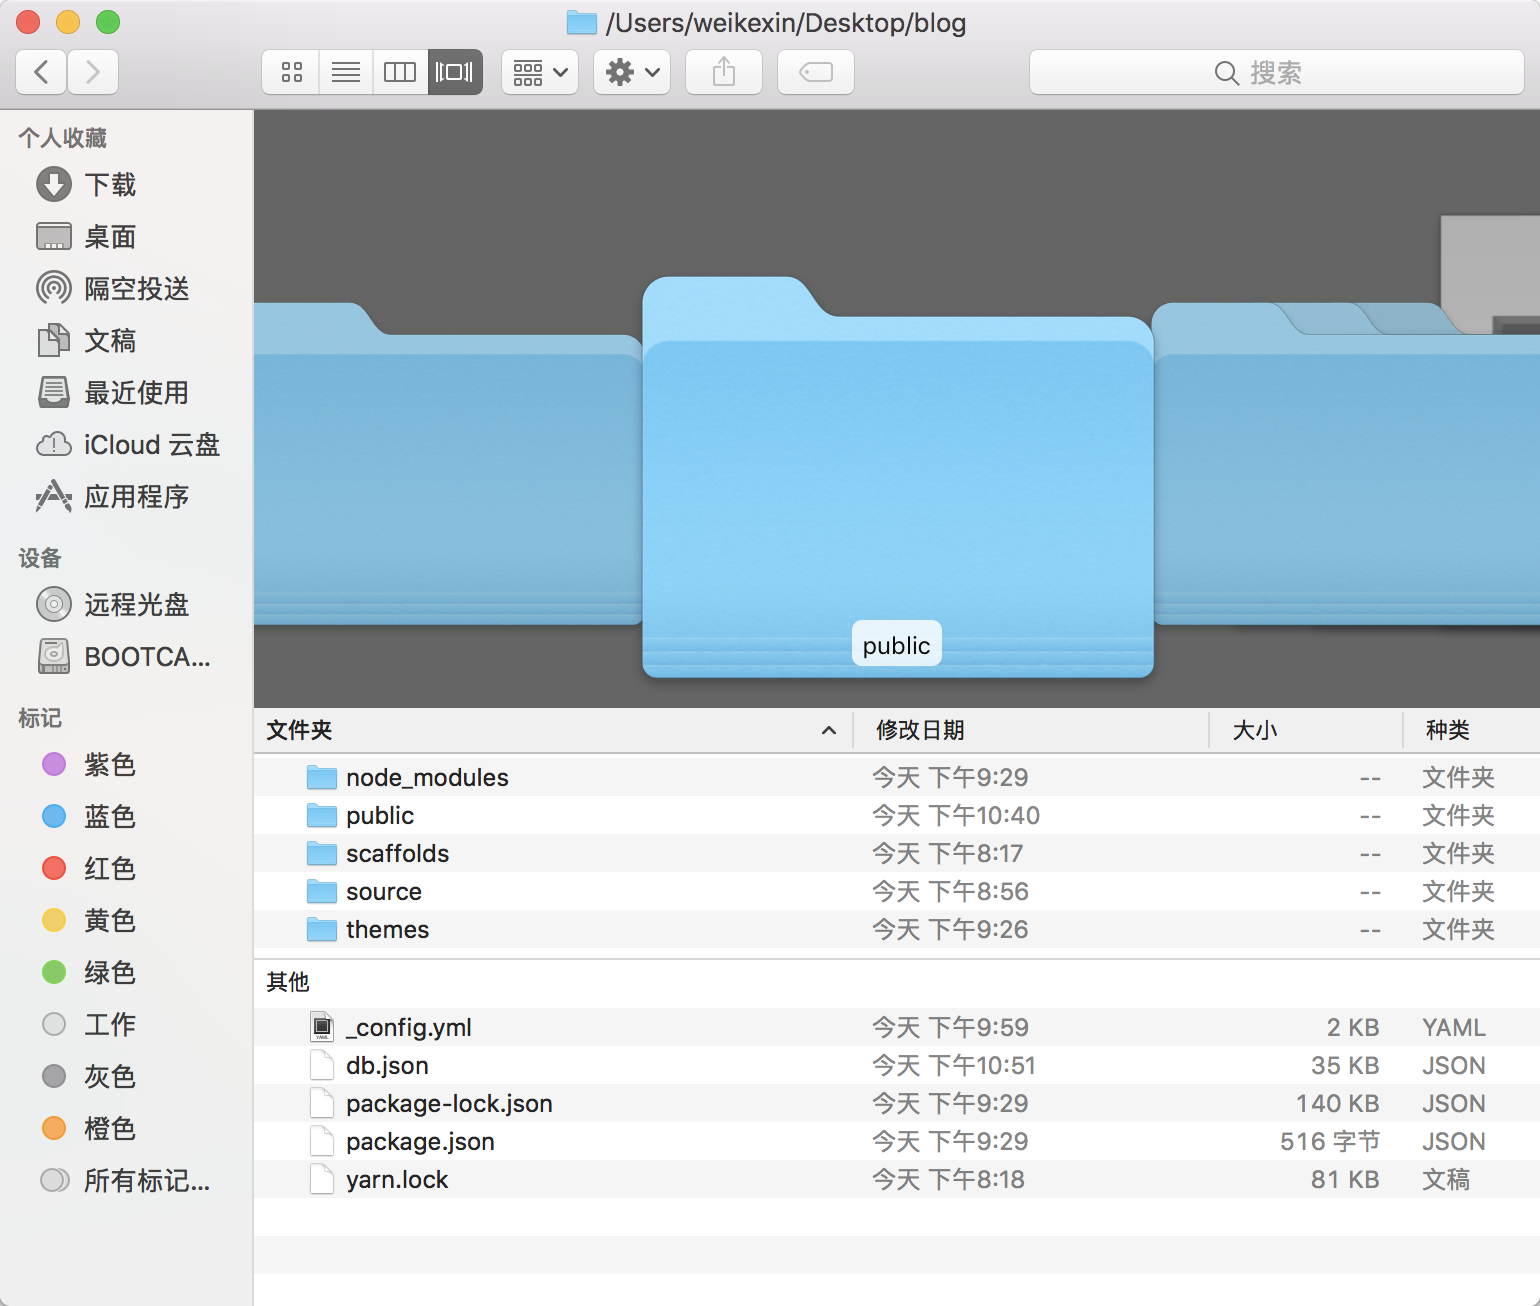 /Users/weikexin/Desktop/blog
搜索
个人收藏
下载
桌面
隔空投送
文稿
最近使用
iCloud 云盘
应用程序
设备
远程光盘
BOOTCA...
标记
紫色
蓝色
红色
黄色
绿色
工作
灰色
橙色
所有标记...
public
文件夹 修改日期 大小 种类
node_modules 今天 下午9:29 -- 文件夹
public 今天 下午10:40 -- 文件夹
scaffolds 今天 下午8:17 -- 文件夹
source 今天 下午8:56 -- 文件夹
themes 今天 下午9:26 -- 文件夹
其他
_config.yml 今天 下午9:59 2 KB YAML
db.json 今天 下午10:51 35 KB JSON
package-lock.json 今天 下午9:29 140 KB JSON
package.json 今天 下午9:29 516 字节 JSON
yarn.lock 今天 下午8:18 81 KB 文稿